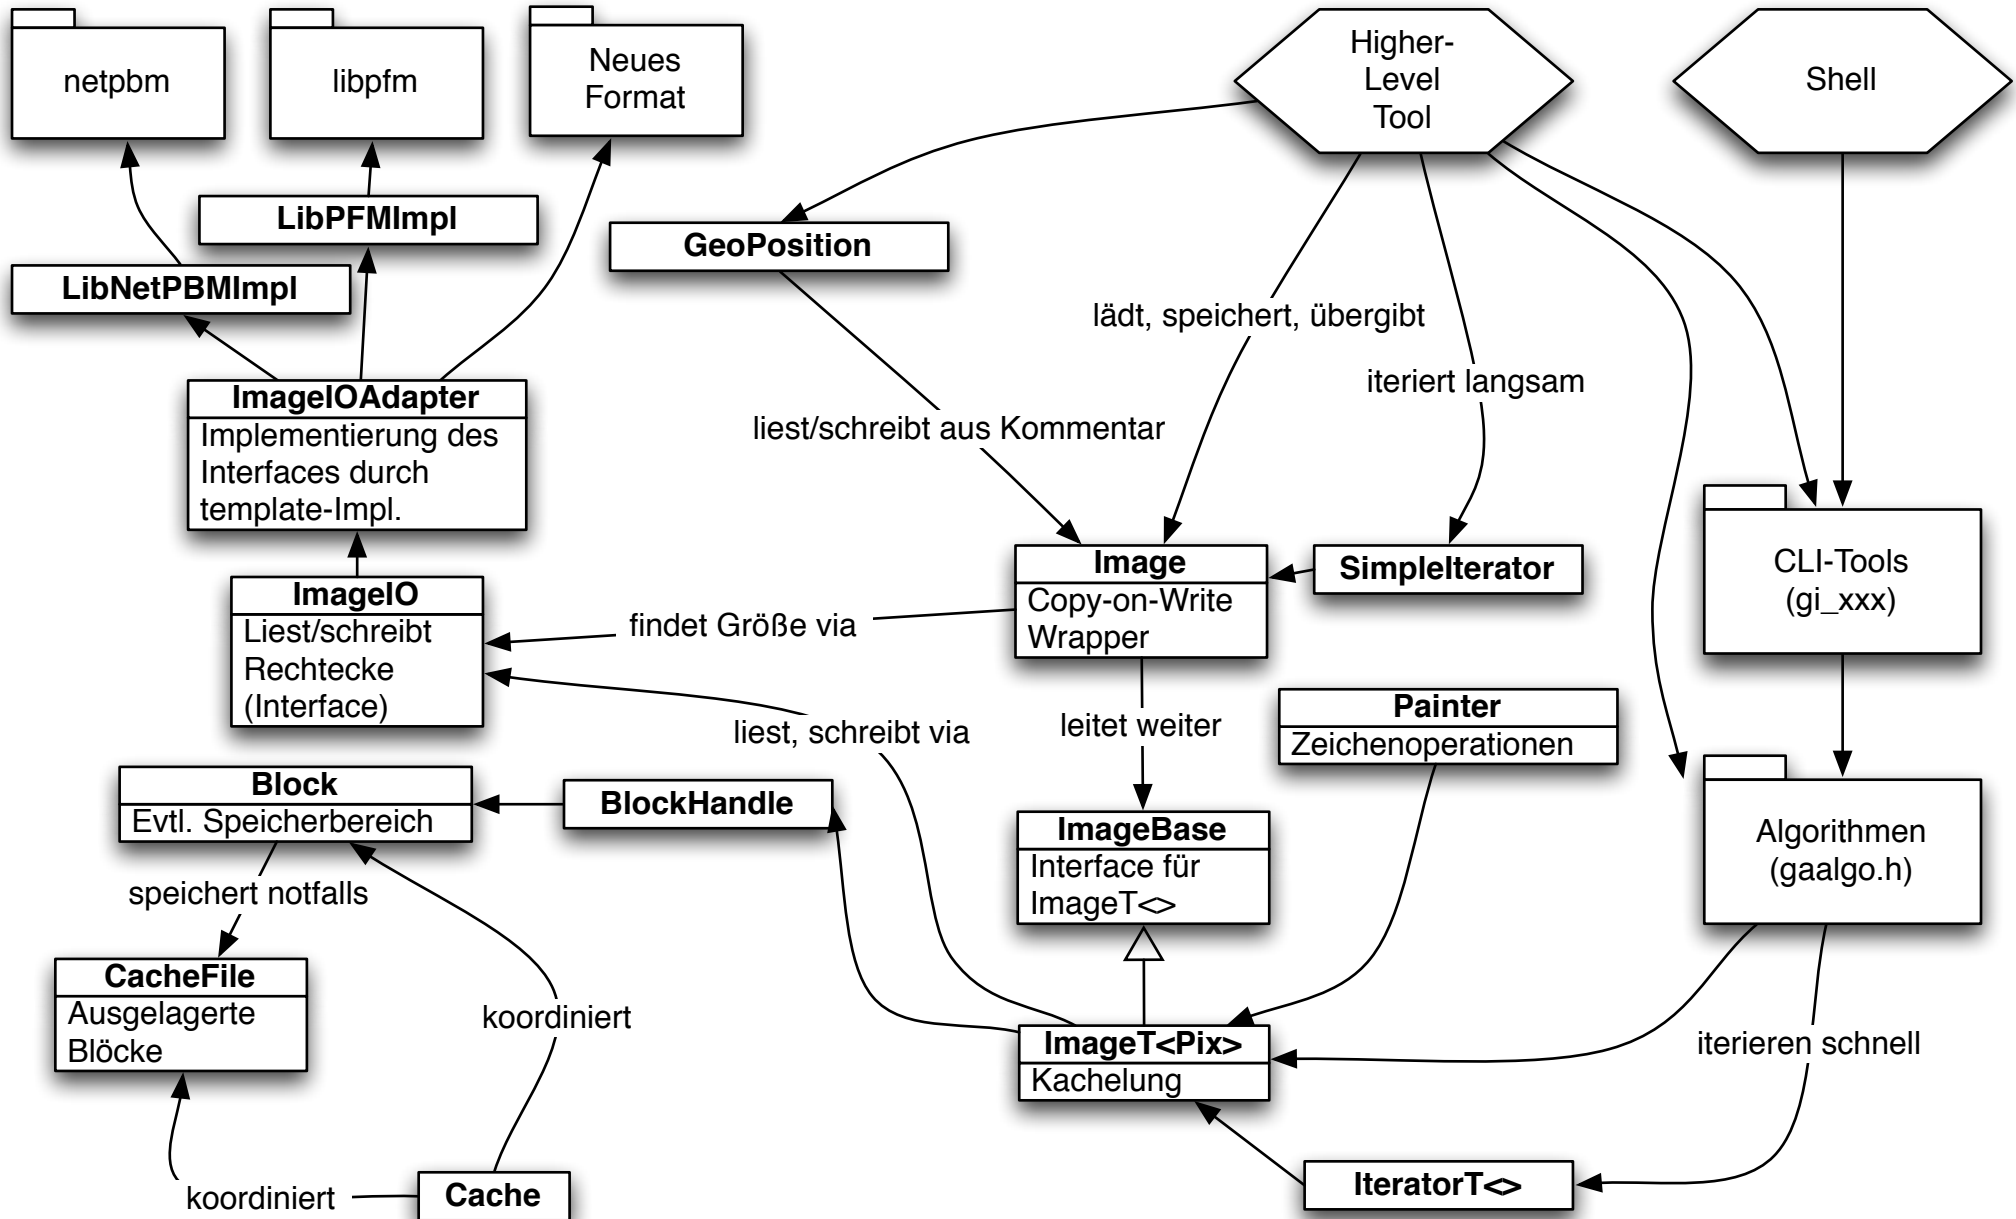 netpbm
libpfm
Neues
Format
Higher-
Level
Tool
Shell
LibPFMImpl
GeoPosition
LibNetPBMImpl
lädt, speichert, übergibt
iteriert langsam
ImageIOAdapter
Implementierung des
Interfaces durch
template-Impl.
liest/schreibt aus Kommentar
Image
Copy-on-Write
Wrapper
SimpleIterator
CLI-Tools
(gi_xxx)
ImageIO
Liest/schreibt
Rechtecke
(Interface)
findet Größe via
liest, schreibt via
leitet weiter
Painter
Zeichenoperationen
Block
Evtl. Speicherbereich
BlockHandle
ImageBase
Interface für
ImageT<>
Algorithmen
(gaalgo.h)
speichert notfalls
CacheFile
Ausgelagerte
Blöcke
koordiniert
ImageT<Pix>
Kachelung
iterieren schnell
koordiniert
Cache
IteratorT<>